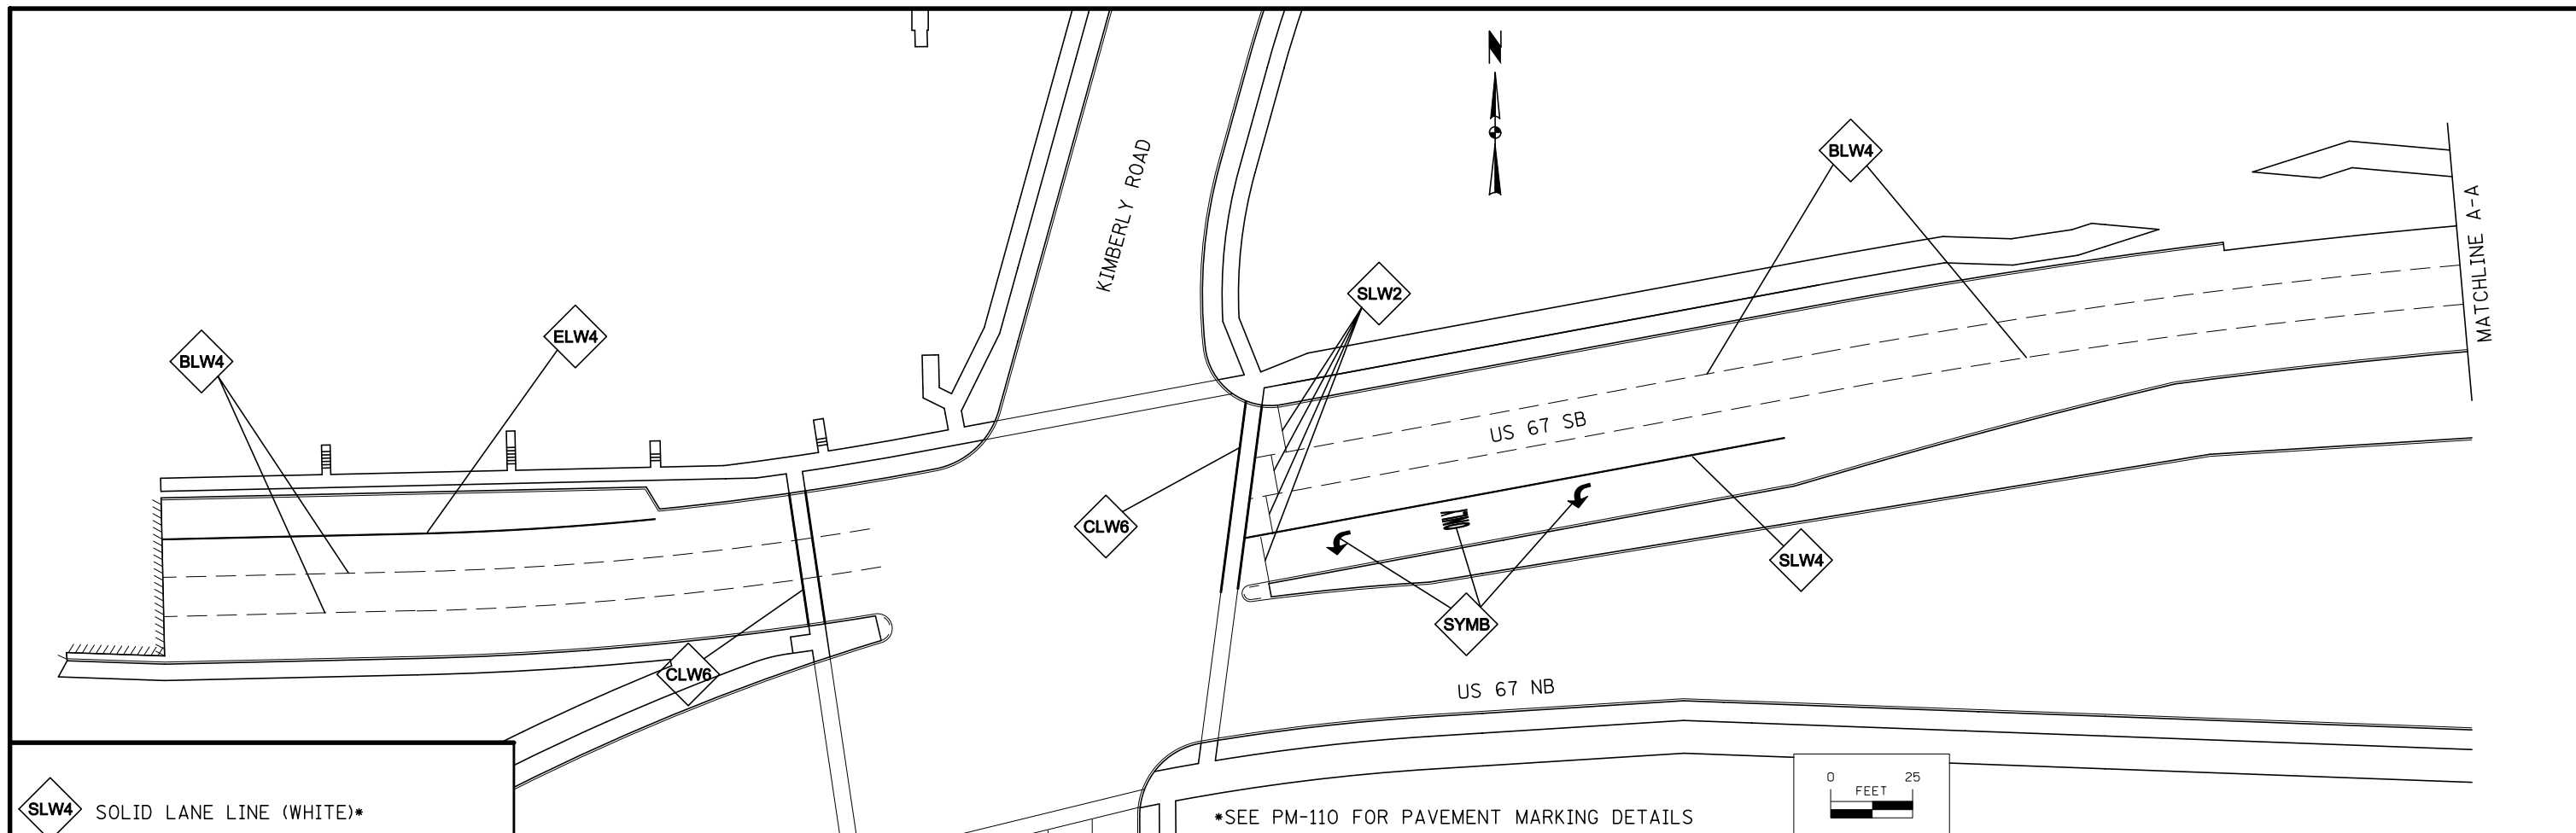 N
BLW4
KIMBERLY ROAD
MATCHLINE A-A
SLW2
ELW4
BLW4
US 67 SB
CLW6
SLW4
SYMB
CLW6
US 67 NB
0 25
FEET
SLW4 SOLID LANE LINE (WHITE)*
*SEE PM-110 FOR PAVEMENT MARKING DETAILS